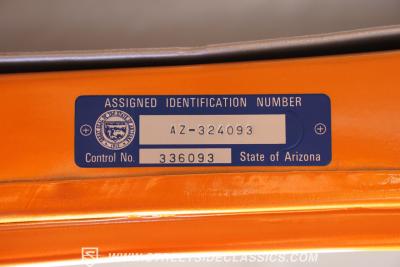 ASSIGNED IDENTIFICATION NUMBER
AZ-324093
Control No. 336093 State of Arizona
WWW.STREETSIDECLASSICS.COM